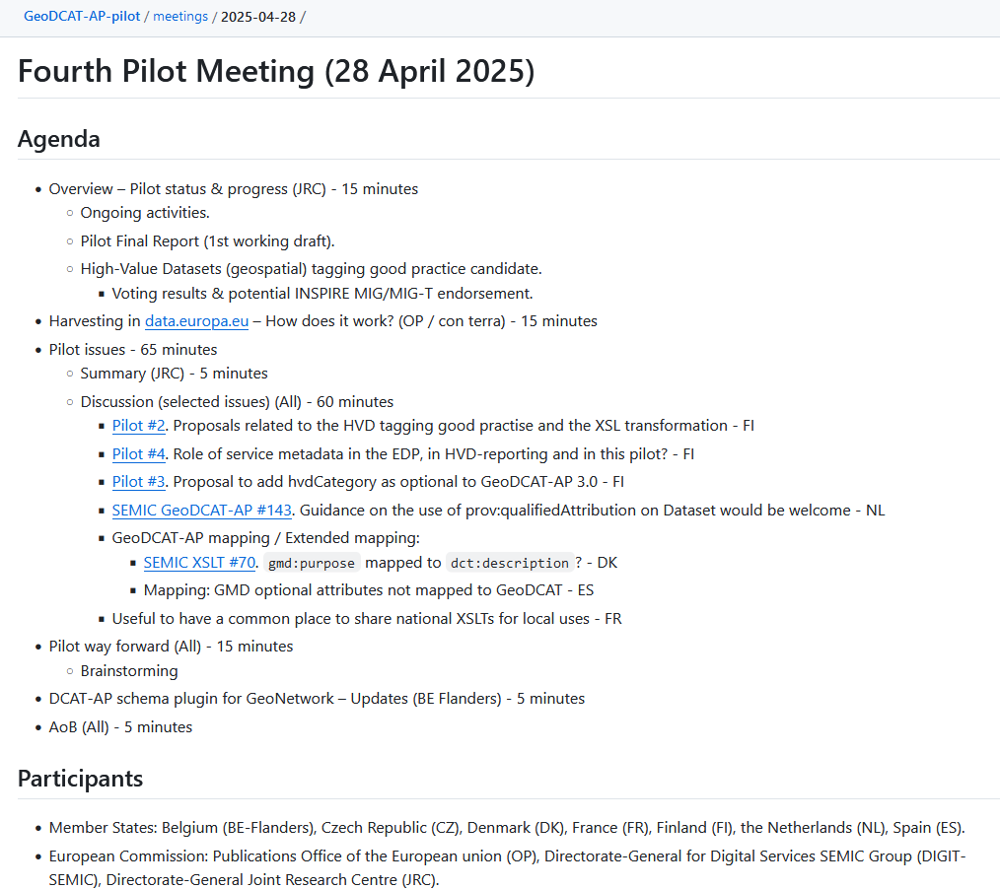 GeoDCAT-AP-pilot / meetings / 2025-04-28 /
Fourth Pilot Meeting (28 April 2025)
Agenda
• Overview – Pilot status & progress (JRC) - 15 minutes
○ Ongoing activities.
○ Pilot Final Report (1st working draft).
○ High-Value Datasets (geospatial) tagging good practice candidate.
▪ Voting results & potential INSPIRE MIG/MIG-T endorsement.
• Harvesting in data.europa.eu – How does it work? (OP / con terra) - 15 minutes
• Pilot issues - 65 minutes
○ Summary (JRC) - 5 minutes
○ Discussion (selected issues) (All) - 60 minutes
▪ Pilot #2. Proposals related to the HVD tagging good practise and the XSL transformation - FI
▪ Pilot #4. Role of service metadata in the EDP, in HVD-reporting and in this pilot? - FI
▪ Pilot #3. Proposal to add hvdCategory as optional to GeoDCAT-AP 3.0 - FI
▪ SEMIC GeoDCAT-AP #143. Guidance on the use of prov:qualifiedAttribution on Dataset would be welcome - NL
▪ GeoDCAT-AP mapping / Extended mapping:
▪ SEMIC XSLT #70. gmd:purpose mapped to dct:description ? - DK
▪ Mapping: GMD optional attributes not mapped to GeoDCAT - ES
▪ Useful to have a common place to share national XSLTs for local uses - FR
• Pilot way forward (All) - 15 minutes
○ Brainstorming
• DCAT-AP schema plugin for GeoNetwork – Updates (BE Flanders) - 5 minutes
• AoB (All) - 5 minutes
Participants
• Member States: Belgium (BE-Flanders), Czech Republic (CZ), Denmark (DK), France (FR), Finland (FI), the Netherlands (NL), Spain (ES).
• European Commission: Publications Office of the European union (OP), Directorate-General for Digital Services SEMIC Group (DIGIT-
SEMIC), Directorate-General Joint Research Centre (JRC).